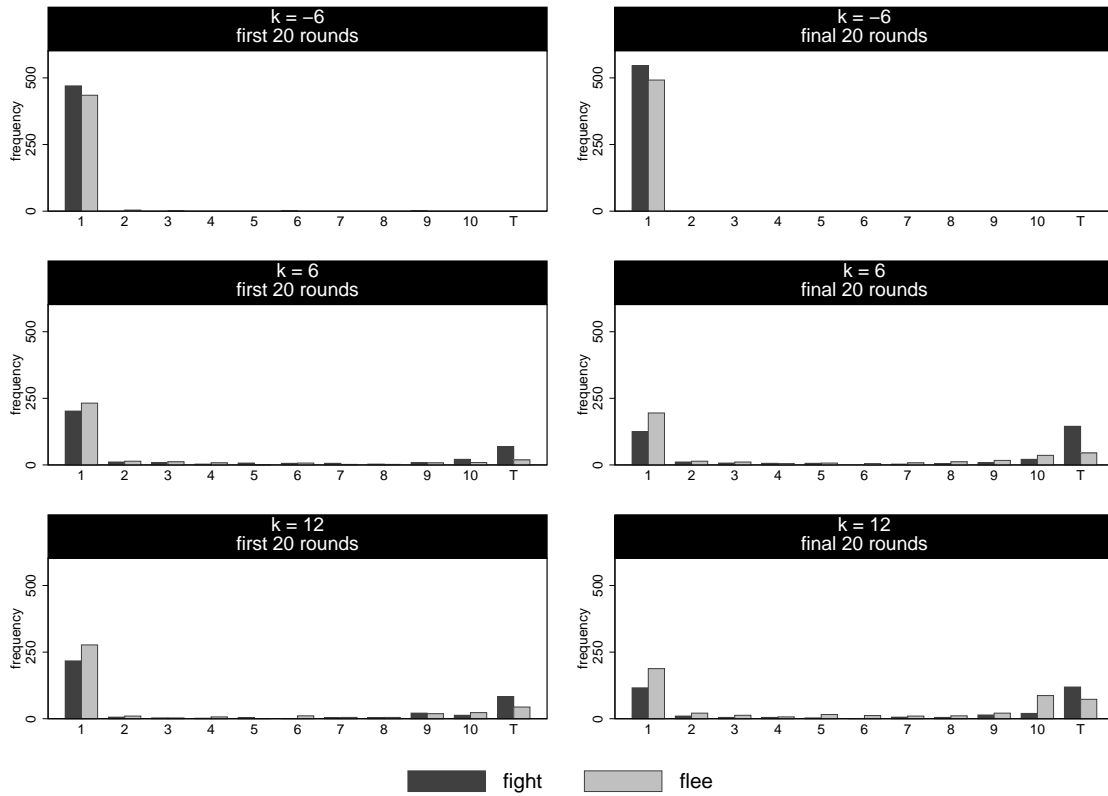 k = −6
first 20 rounds
frequency
500
250
0
1 2 3 4 5 6 7 8 9 10 T
k = −6
final 20 rounds
frequency
500
250
0
1 2 3 4 5 6 7 8 9 10 T
k = 6
first 20 rounds
frequency
500
250
0
1 2 3 4 5 6 7 8 9 10 T
k = 6
final 20 rounds
frequency
500
250
0
1 2 3 4 5 6 7 8 9 10 T
k = 12
first 20 rounds
frequency
500
250
0
1 2 3 4 5 6 7 8 9 10 T
k = 12
final 20 rounds
frequency
500
250
0
1 2 3 4 5 6 7 8 9 10 T
fight flee